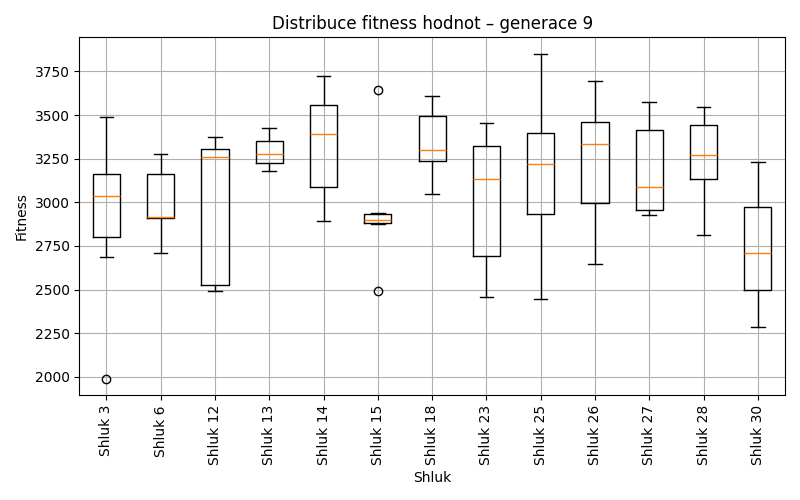 Distribuce fitness hodnot – generace 9
Fitness
3750
3500
3250
3000
2750
2500
2250
2000
Shluk 3
Shluk 6
Shluk 12
Shluk 13
Shluk 14
Shluk 15
Shluk 18
Shluk 23
Shluk 25
Shluk 26
Shluk 27
Shluk 28
Shluk 30
Shluk